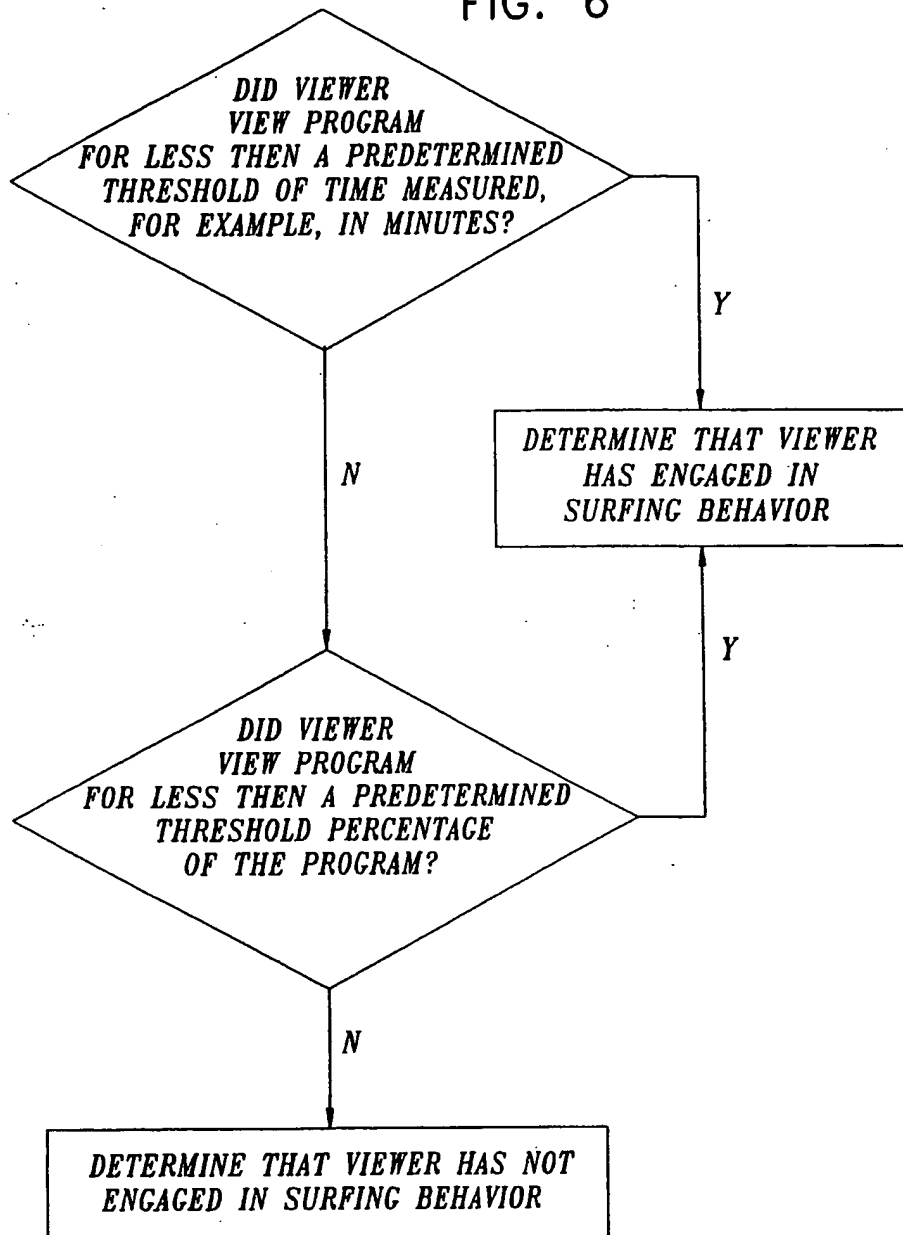 FIG. 6
DID VIEWER
VIEW PROGRAM
FOR LESS THEN A PREDETERMINED
THRESHOLD OF TIME MEASURED,
FOR EXAMPLE, IN MINUTES?
Y
DETERMINE THAT VIEWER
HAS ENGAGED IN
SURFING BEHAVIOR
N
Y
DID VIEWER
VIEW PROGRAM
FOR LESS THEN A PREDETERMINED
THRESHOLD PERCENTAGE
OF THE PROGRAM?
N
DETERMINE THAT VIEWER HAS NOT
ENGAGED IN SURFING BEHAVIOR